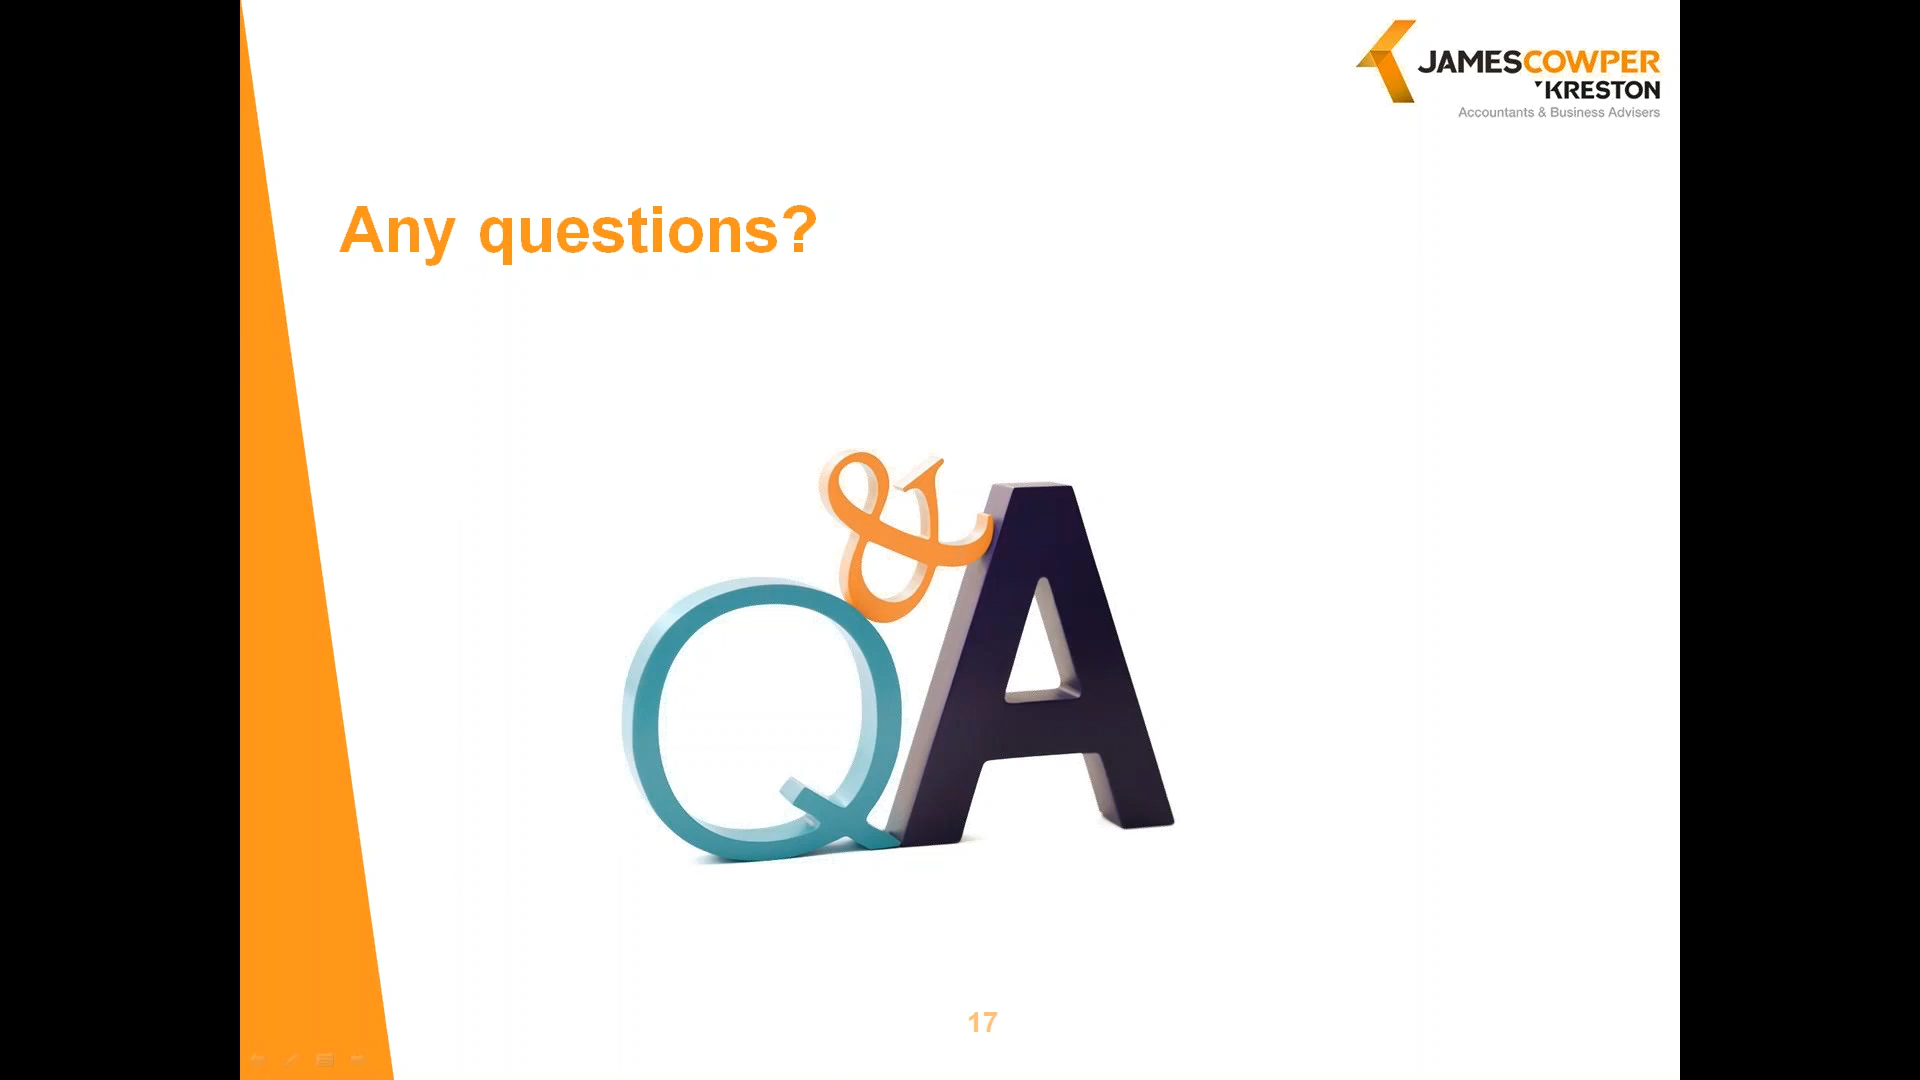 JAMESCOWPER
KRESTON
Accountants & Business Advisers
Any questions?
Q&A
17